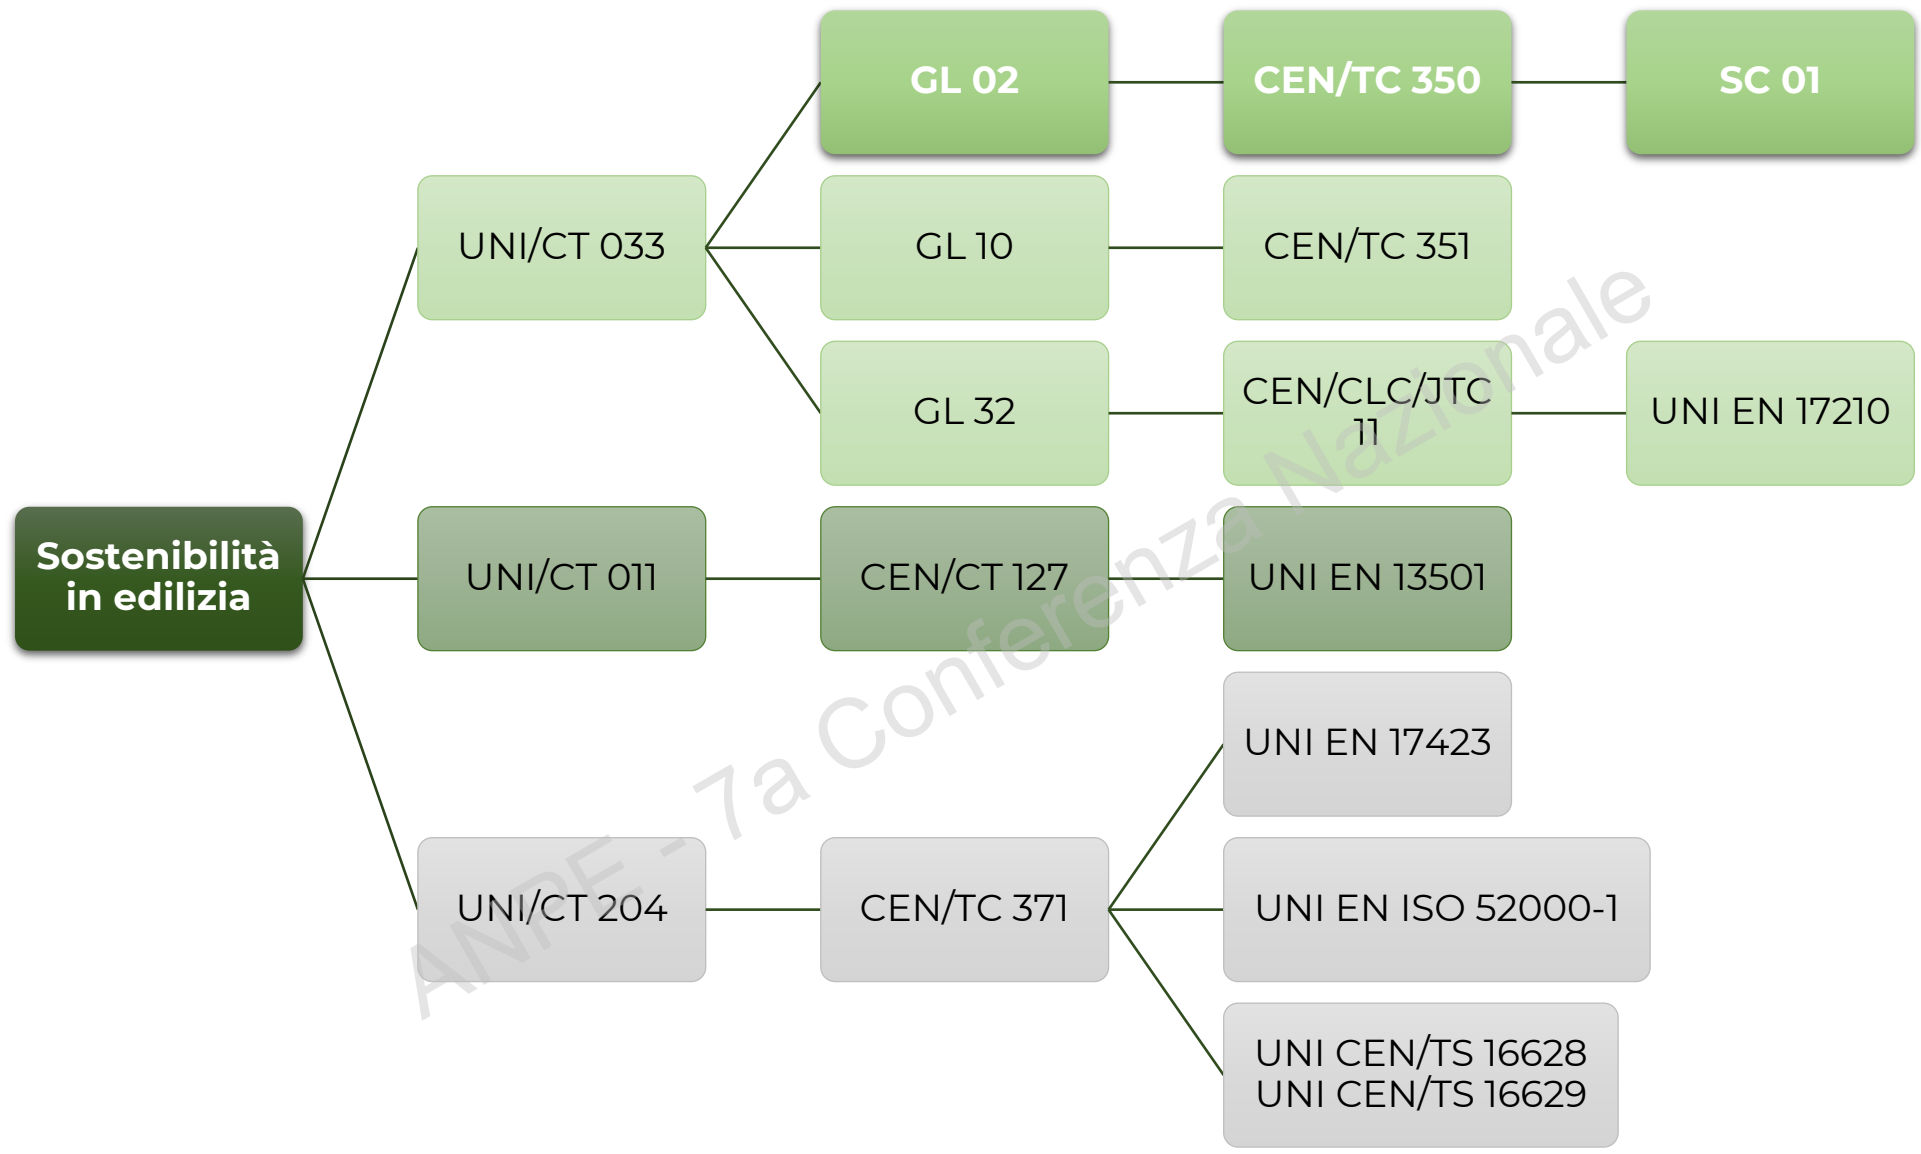 GL 02
CEN/TC 350
SC 01
UNI/CT 033
GL 10
CEN/TC 351
GL 32
CEN/CLC/JTC
11
UNI EN 17210
Sostenibilità
in edilizia
UNI/CT 011
CEN/CT 127
UNI EN 13501
UNI EN 17423
UNI/CT 204
CEN/TC 371
UNI EN ISO 52000-1
UNI CEN/TS 16628
UNI CEN/TS 16629
ANPE - 7a Conferenza Nazionale